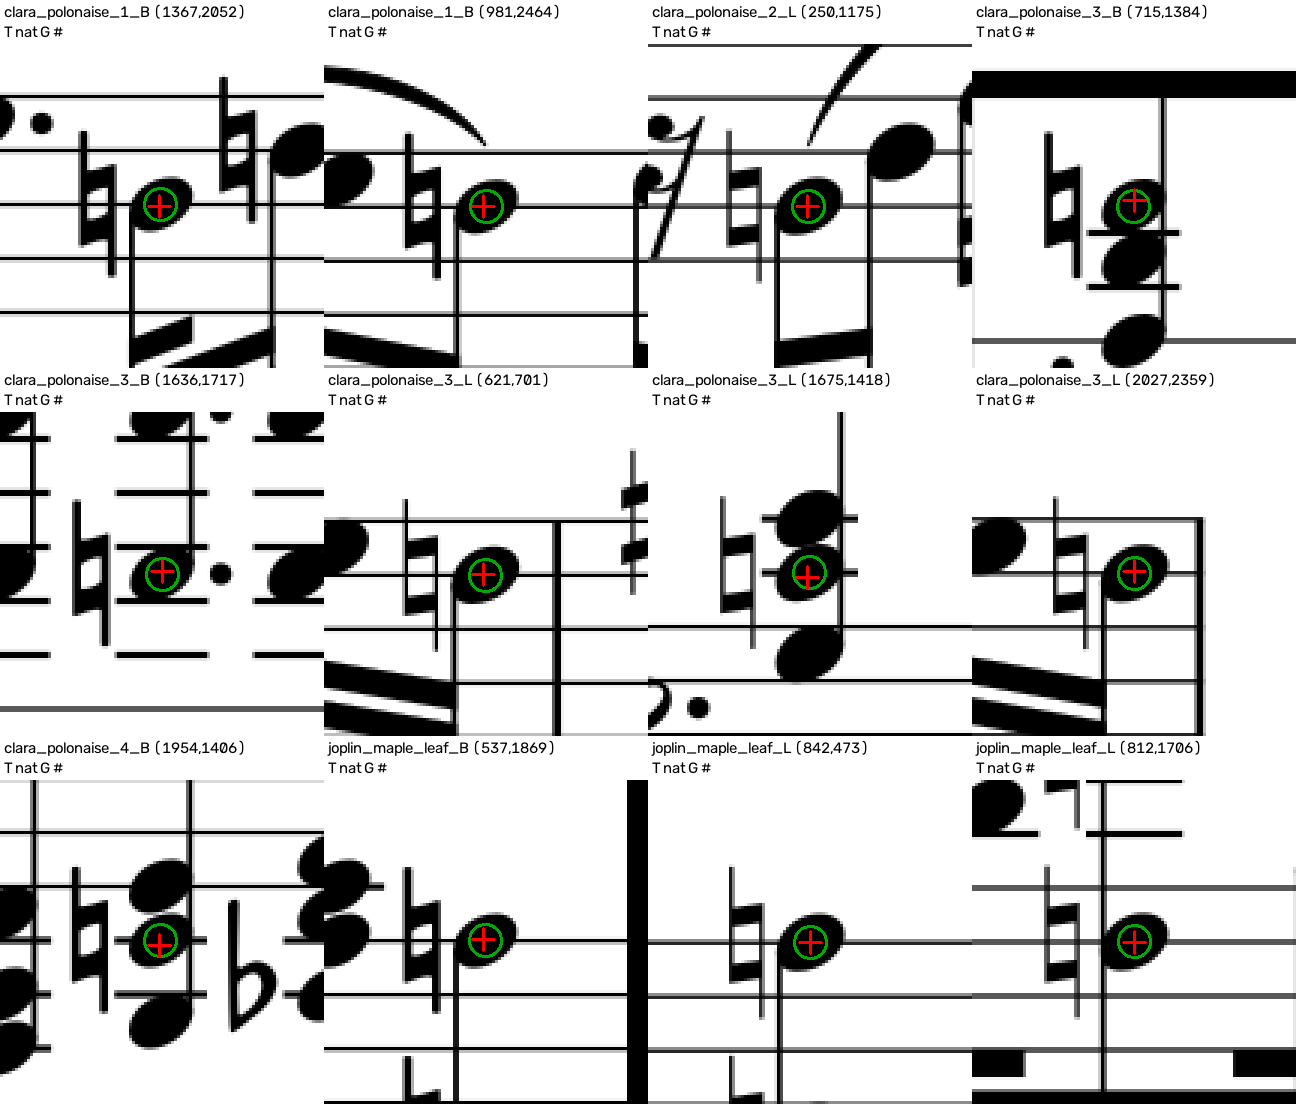 clara_polonaise_1_B (1367,2052)
T nat G #
clara_polonaise_1_B (981,2464)
T nat G #
clara_polonaise_2_L (250,1175)
T nat G #
clara_polonaise_3_B (715,1384)
T nat G #
clara_polonaise_3_B (1636,1717)
T nat G #
clara_polonaise_3_L (621,701)
T nat G #
clara_polonaise_3_L (1675,1418)
T nat G #
clara_polonaise_3_L (2027,2359)
T nat G #
clara_polonaise_4_B (1954,1406)
T nat G #
joplin_maple_leaf_B (537,1869)
T nat G #
joplin_maple_leaf_L (842,473)
T nat G #
joplin_maple_leaf_L (812,1706)
T nat G #